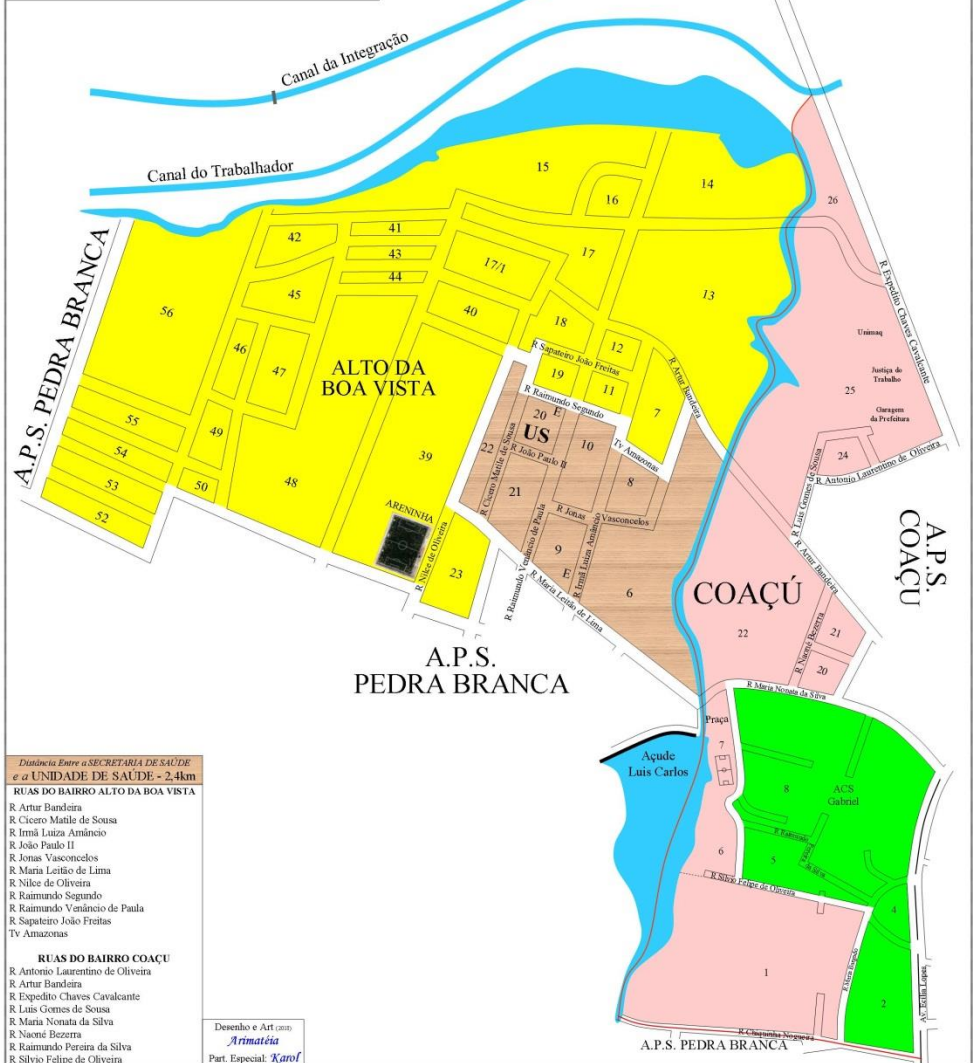 Canal da Integração
Canal do Trabalhador
15
14
16
26
41
42
43
17
44
17/1
A.P.S. PEDRA BRANCA
13
45
56
40
R Expedito Chaves Cavalcante
18
Unimaq
12
R Sapateiro João Freitas
46
47
ALTO DA
BOA VISTA
R Artur Bandeira
Justiça de
Trabalho
19
11
25
7
R Raimundo Segundo
Garagem
da Prefeitura
55
20
E
US
49
10
Tv Amazonas
R João Paulo II
22
R Cicero Matile de Sousa
39
54
24
R Antonio Laurentino de Oliveira
R Luis Gomes de Sousa
8
53
50
48
21
ARENINHA
R Jonas Vasconcelos
52
A.P.S.
COAÇU
R Nilce de Oliveira
R Raimundo Venâncio de Paula
9
R Irmã Luiza Amâncio
E
23
R Artur Bandeira
6
COAÇÚ
R Maria Leitão de Lima
22
21
R Naoné Bezerra
20
A.P.S.
PEDRA BRANCA
R Maria Nonata da Silva
Praça
7
Açude
Luis Carlos
8
ACS
Gabriel
6
5
R Silvio Felipe de Oliveira
4
1
2
R Chaguinha Nogueira
A.P.S. PEDRA BRANCA
Distância Entre a SECRETARIA DE SAÚDE
e a UNIDADE DE SAÚDE - 2,4km
RUAS DO BAIRRO ALTO DA BOA VISTA
R Artur Bandeira
R Cicero Matile de Sousa
R Irmã Luiza Amâncio
R João Paulo II
R Jonas Vasconcelos
R Maria Leitão de Lima
R Nilce de Oliveira
R Raimundo Segundo
R Raimundo Venâncio de Paula
R Sapateiro João Freitas
Tv Amazonas
RUAS DO BAIRRO COAÇU
R Antonio Laurentino de Oliveira
R Artur Bandeira
R Expedito Chaves Cavalcante
R Luis Gomes de Sousa
R Maria Nonata da Silva
R Naoné Bezerra
R Raimundo Pereira da Silva
R Silvio Felipe de Oliveira
Desenho e Art (2018)
Arimatéia
Part. Especial: Karol